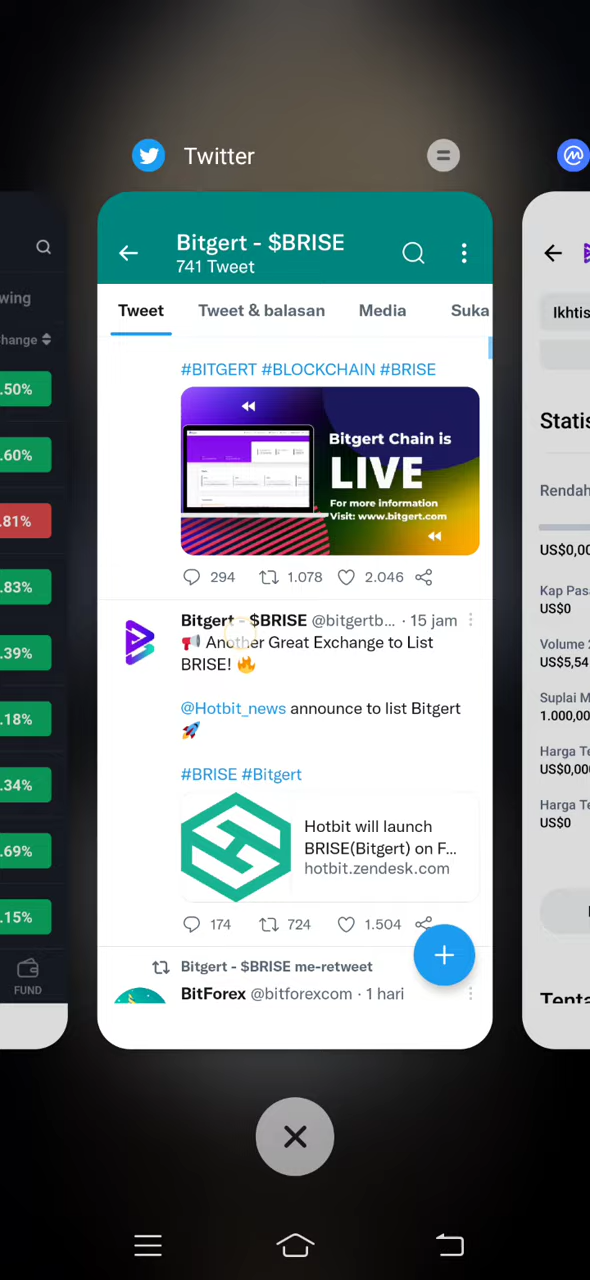 Twitter
Bitgert - $BRISE
741 Tweet
wing
hange
.50%
.60%
.81%
.83%
.39%
.18%
.34%
.69%
.15%
FUND
Tweet
Tweet & balasan
Media
Suka
#BITGERT #BLOCKCHAIN #BRISE
Bitgert Chain is
LIVE
For more information
Visit: www.bitgert.com
294
1.078
2.046
Bitgert - $BRISE @bitgertb... · 15 jam
📢 Another Great Exchange to List
BRISE! 🔥
@Hotbit_news announce to list Bitgert
🚀
#BRISE #Bitgert
Hotbit will launch
BRISE(Bitgert) on F...
hotbit.zendesk.com
174
724
1.504
Bitgert - $BRISE me-retweet
BitForex @bitforexcom · 1 hari
Ikhtis
Statis
Rendah
US$0,00
Kap Pasa
US$0
Volume 2
US$5,54
Suplai M
1.000,00
Harga Te
US$0,00
Harga Te
US$0
Tenta